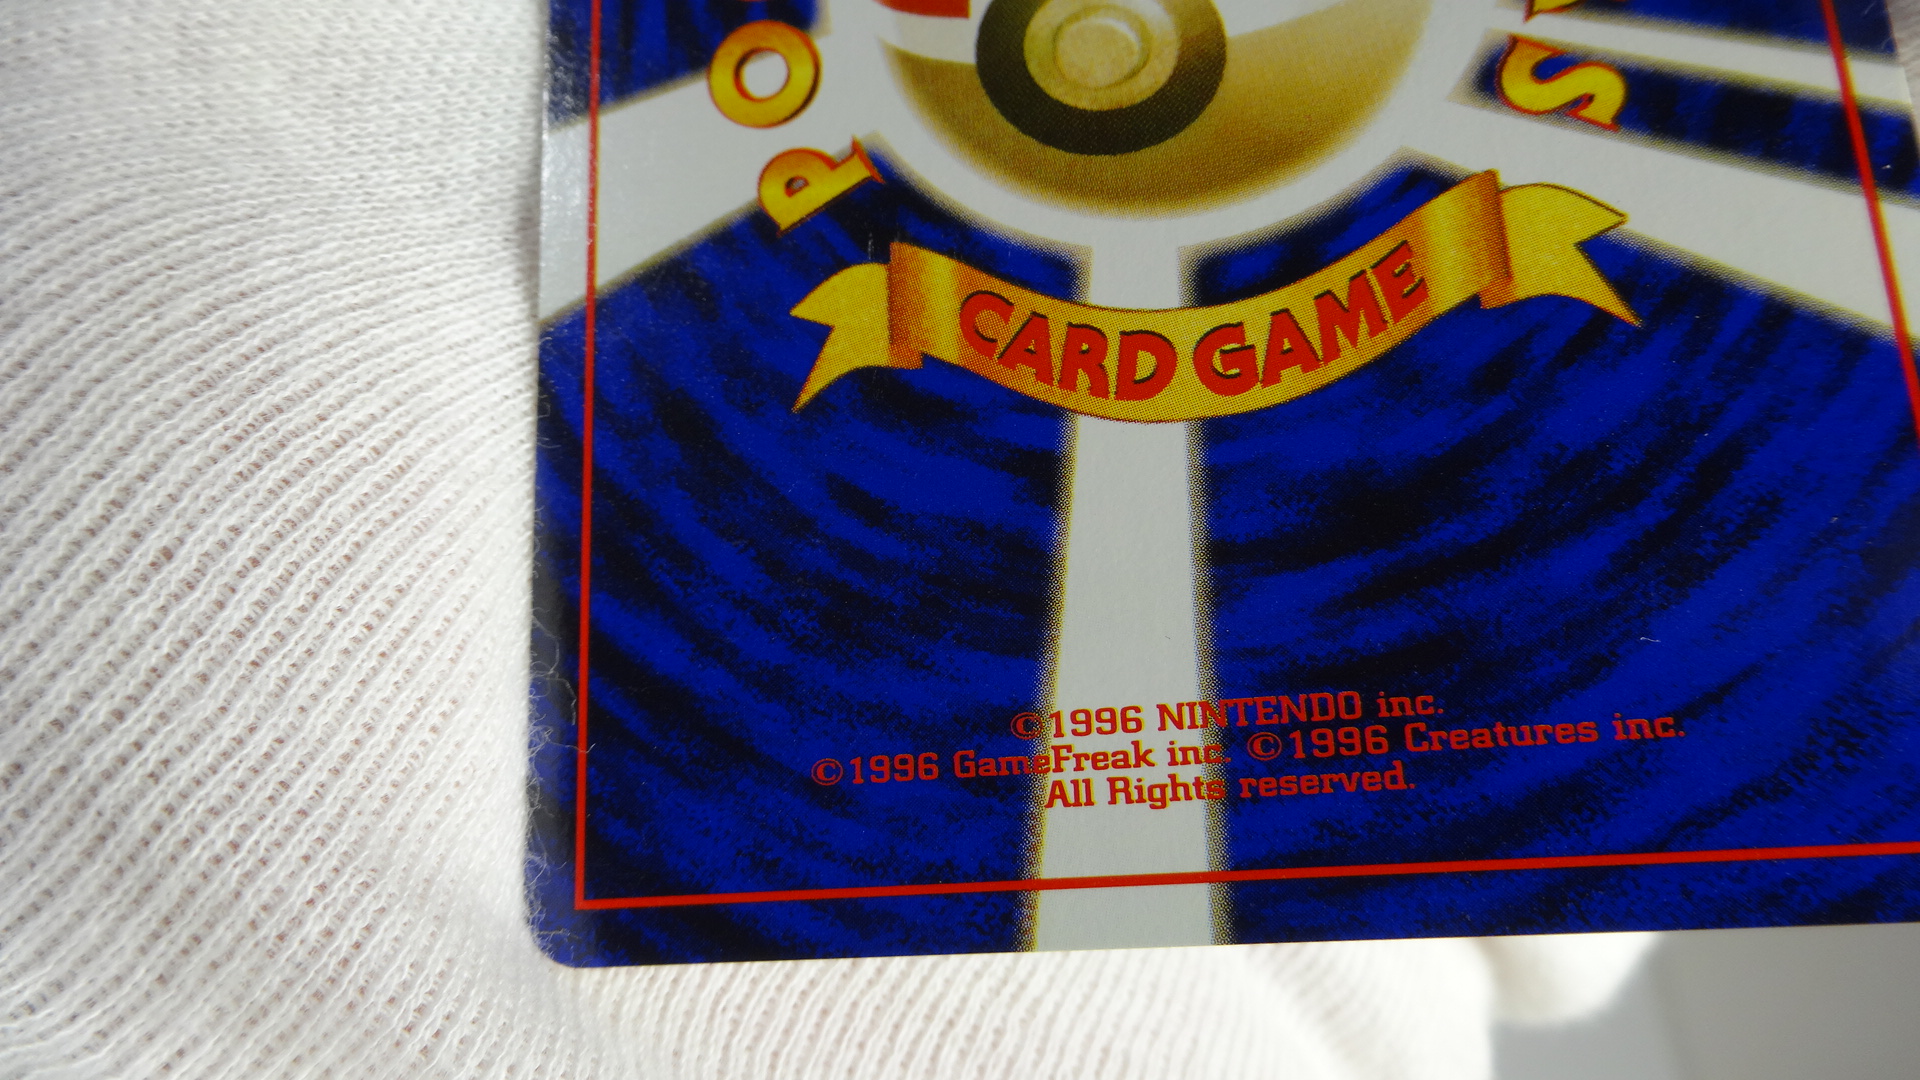 P O
S
CARD GAME
©1996 NINTENDO inc.
©1996 GameFreak inc. ©1996 Creatures inc.
All Rights reserved.